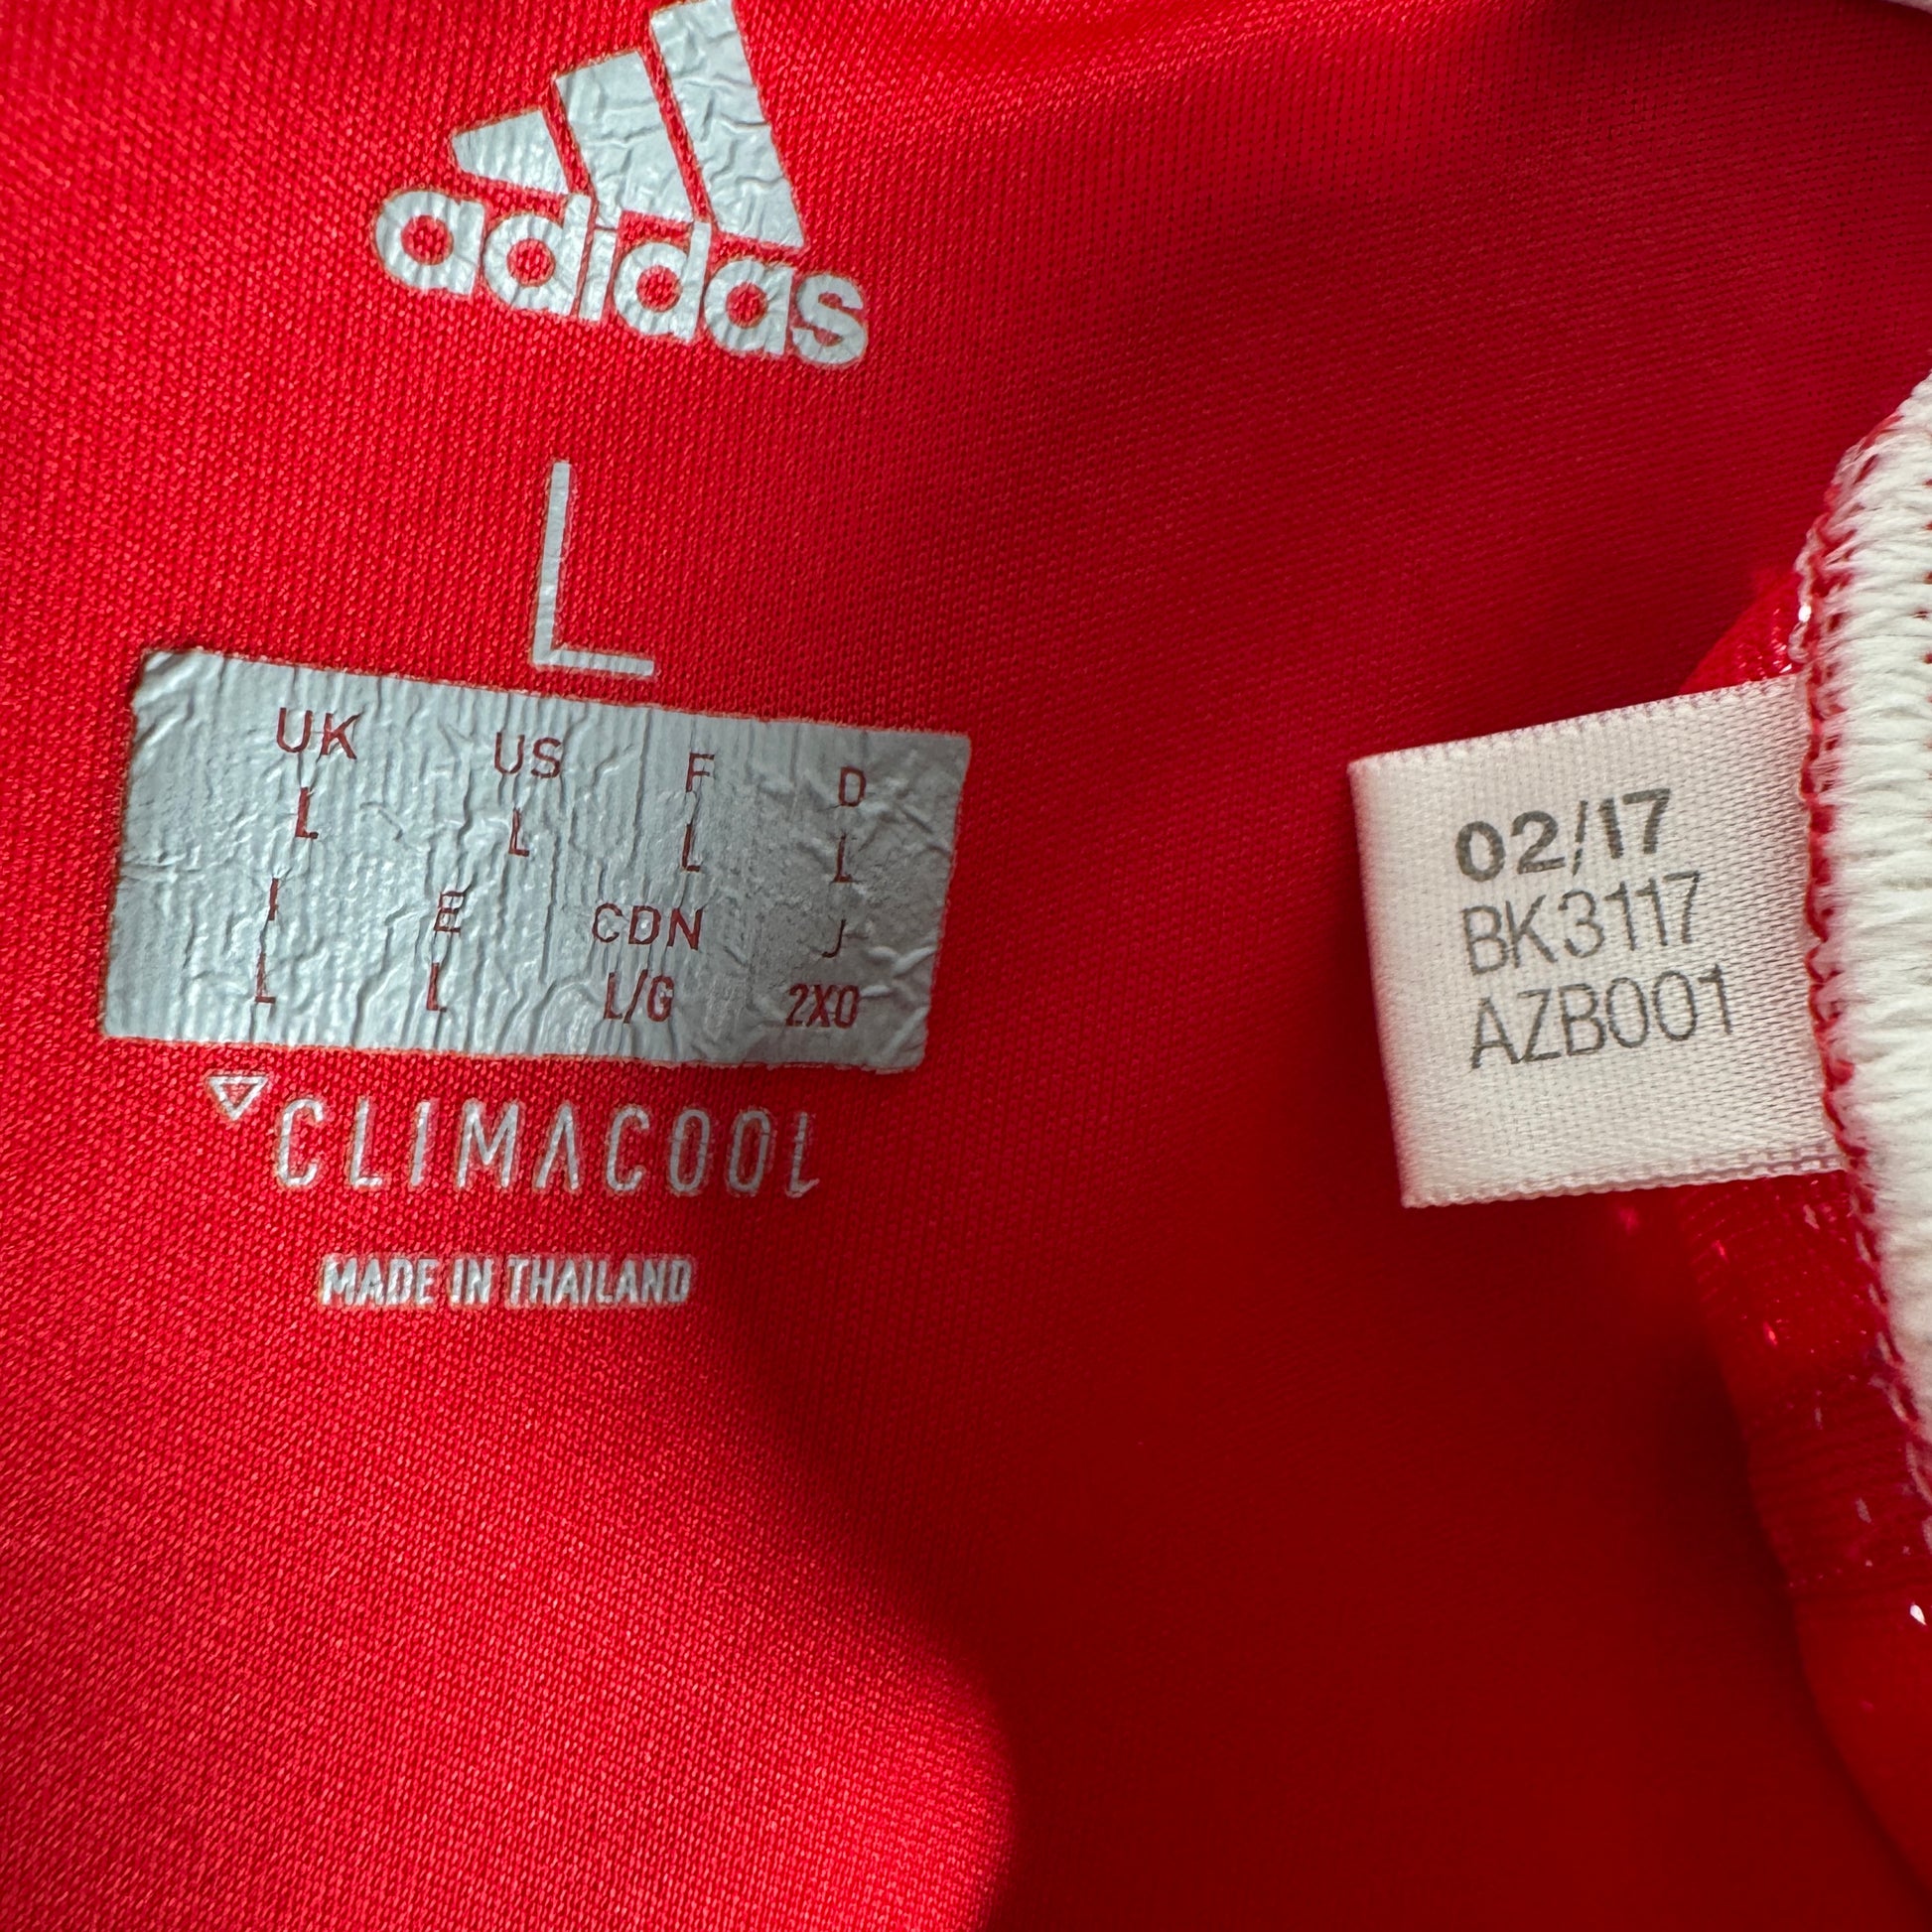 adidas
L
UK US F D
L L L L
I E CDN J
L L L/G 2XO
CLIMACOOL
MADE IN THAILAND
02/17
BK3117
AZB001